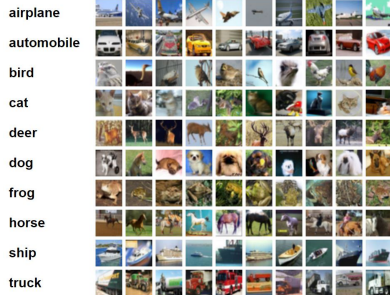 airplane
automobile
bird
cat
deer
dog
frog
horse
ship
truck